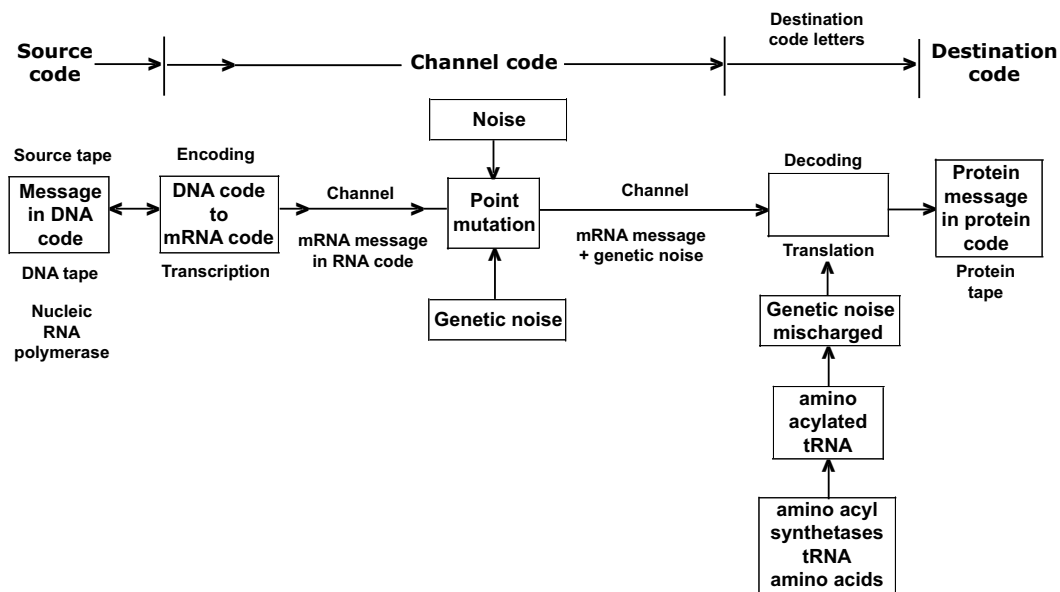 Source
code
Channel code
Destination
code letters
Destination
code
Noise
Source tape
Message
in DNA
code
DNA tape
Nucleic
RNA
polymerase
Encoding
DNA code
to
mRNA code
Transcription
Channel
mRNA message
in RNA code
Point
mutation
Genetic noise
Channel
mRNA message
+ genetic noise
Decoding
Translation
Genetic noise
mischarged
amino
acylated
tRNA
amino acyl
synthetases
tRNA
amino acids
Protein
message
in protein
code
Protein
tape